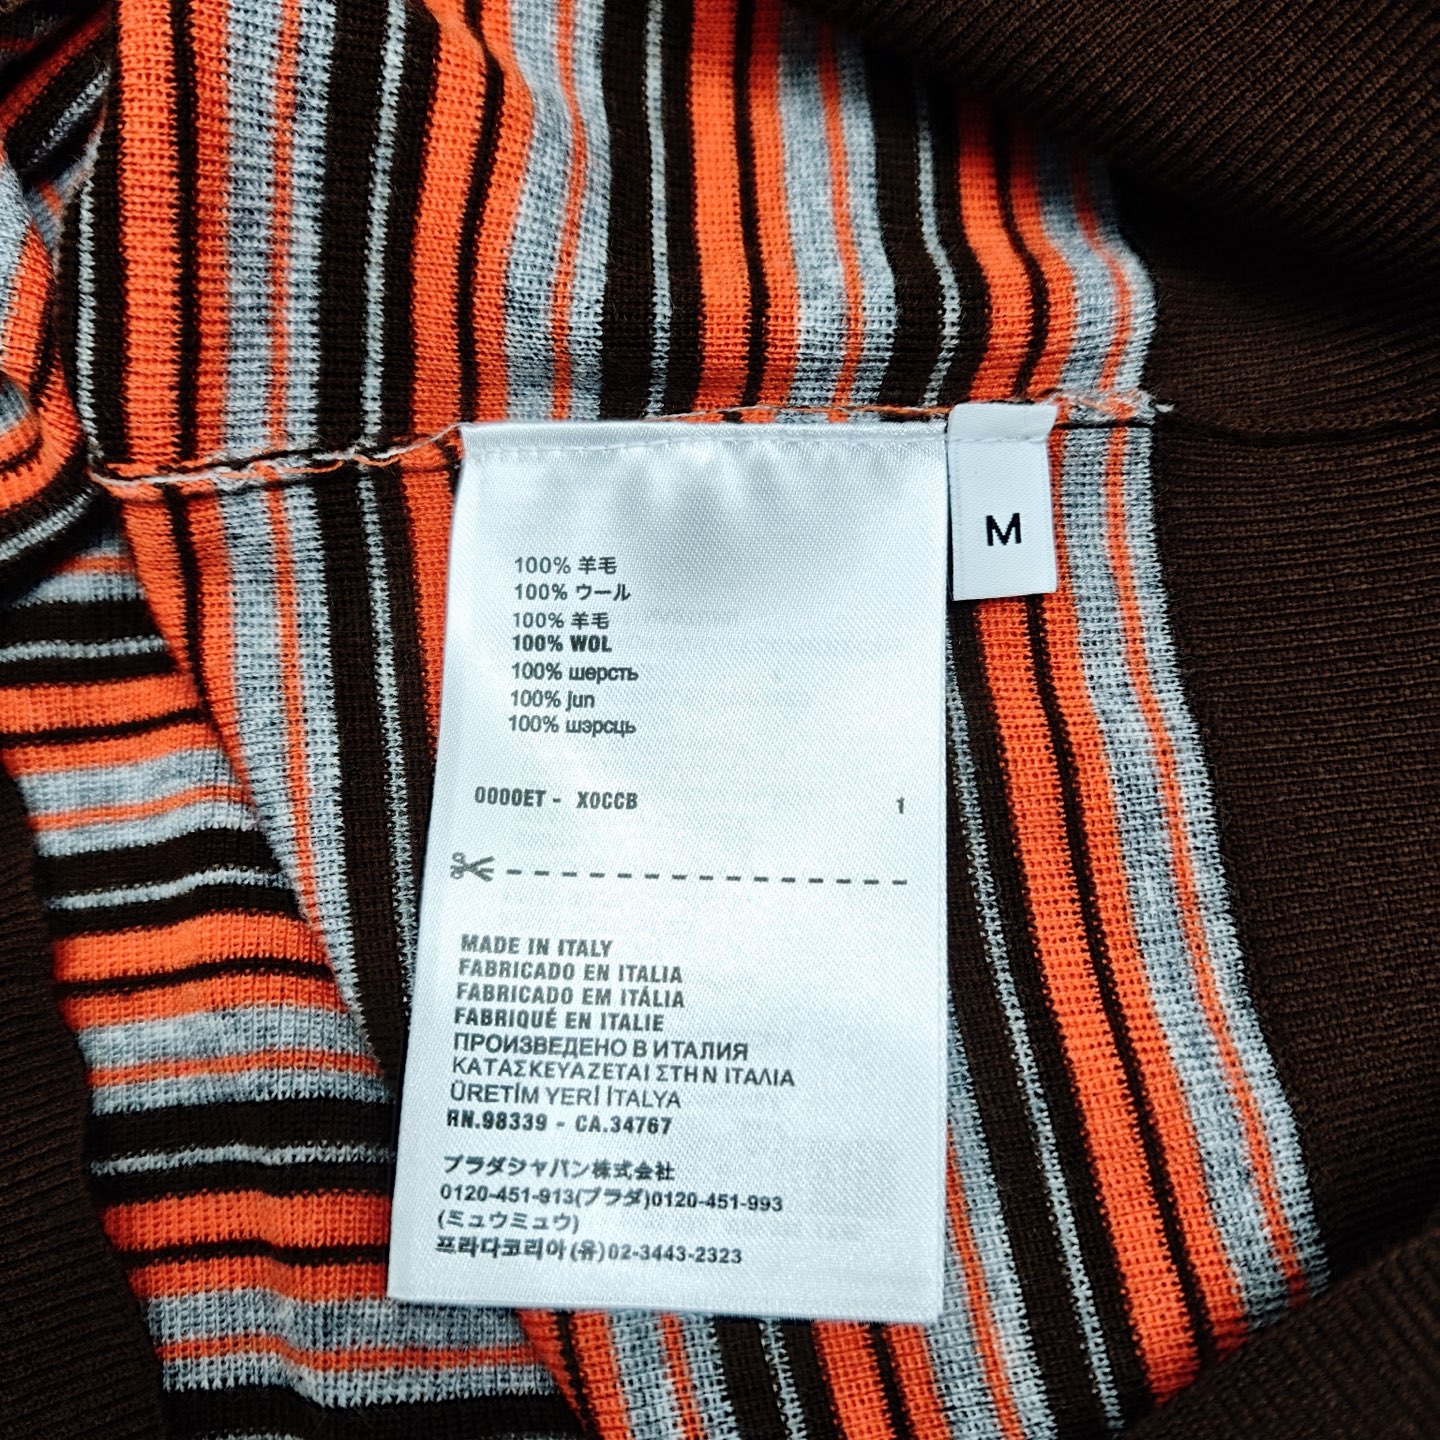 100% 羊毛
100% ウール
100% 羊毛
100% WOL
100% шерсть
100% jun
100% шэрсць
0000ET - X0CCB 1
MADE IN ITALY
FABRICADO EN ITALIA
FABRICADO EM ITÁLIA
FABRIQUÉ EN ITALIE
ПРОИЗВЕДЕНО В ИТАЛИЯ
ΚΑΤΑΣΚΕΥΑΖΕΤΑΙ ΣΤΗΝ ΙΤΑΛΙΑ
ÜRETİM YERİ İTALYA
RN.98339 - CA.34767
プラダジャパン株式会社
0120-451-913(プラダ)0120-451-993
(ミュウミュウ)
프라다코리아(유)02-3443-2323
M